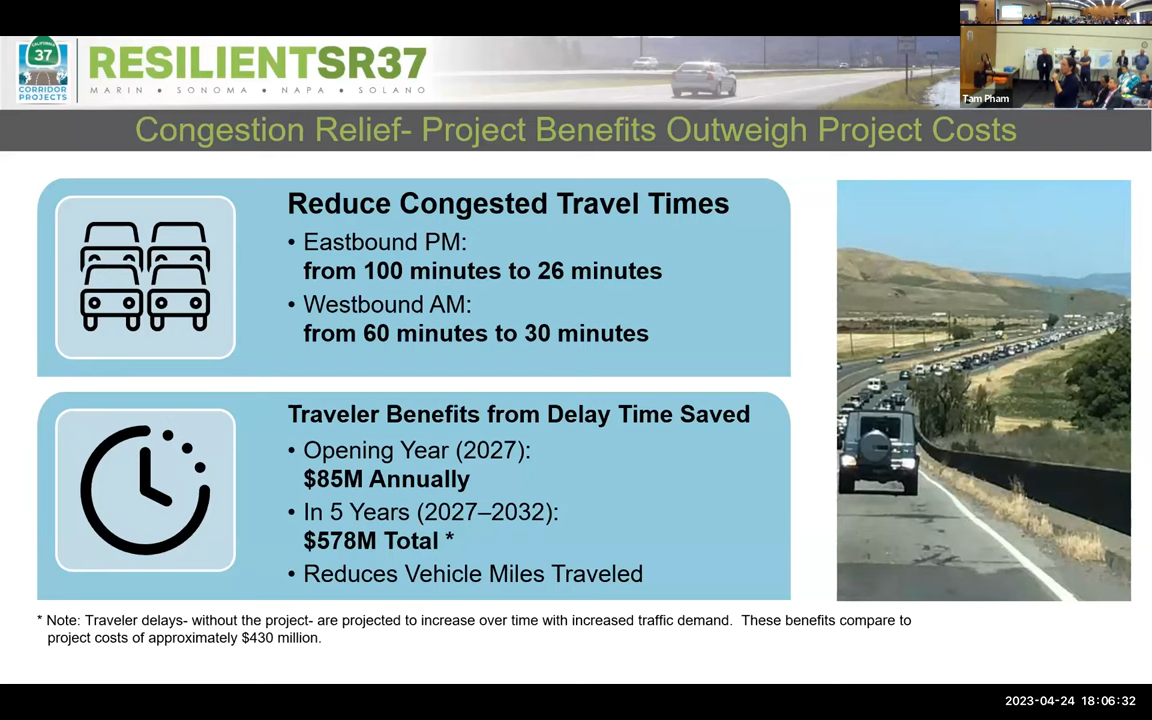 CALIFORNIA
37
CORRIDOR
PROJECTS
RESILIENTSR37
MARIN • SONOMA • NAPA • SOLANO
Tam Pham
Congestion Relief- Project Benefits Outweigh Project Costs
Reduce Congested Travel Times
• Eastbound PM:
from 100 minutes to 26 minutes
• Westbound AM:
from 60 minutes to 30 minutes
Traveler Benefits from Delay Time Saved
• Opening Year (2027):
$85M Annually
• In 5 Years (2027–2032):
$578M Total *
• Reduces Vehicle Miles Traveled
* Note: Traveler delays- without the project- are projected to increase over time with increased traffic demand. These benefits compare to
project costs of approximately $430 million.
2023-04-24 18:06:32